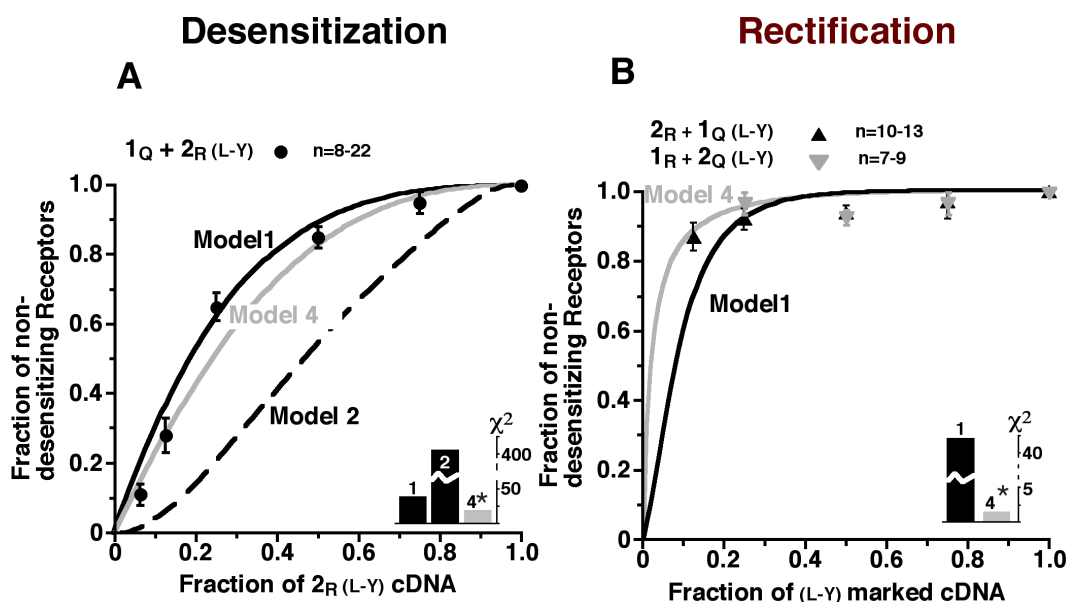 Desensitization
Rectification
A
B
1Q + 2R (L-Y) n=8-22
2R + 1Q (L-Y) n=10-13
1R + 2Q (L-Y) n=7-9
1.0
0.8
0.6
0.4
0.2
0
Fraction of non-
desensitizing Receptors
Model1
Model 4
Model 2
χ2
400
50
1
2
4*
0
0.2
0.4
0.6
0.8
1.0
Fraction of 2R (L-Y) cDNA
1.0
0.8
0.6
0.4
0.2
0
Fraction of non-
desensitizing Receptors
Model 4
Model1
χ2
40
5
1
4*
0
0.2
0.4
0.6
0.8
1.0
Fraction of (L-Y) marked cDNA